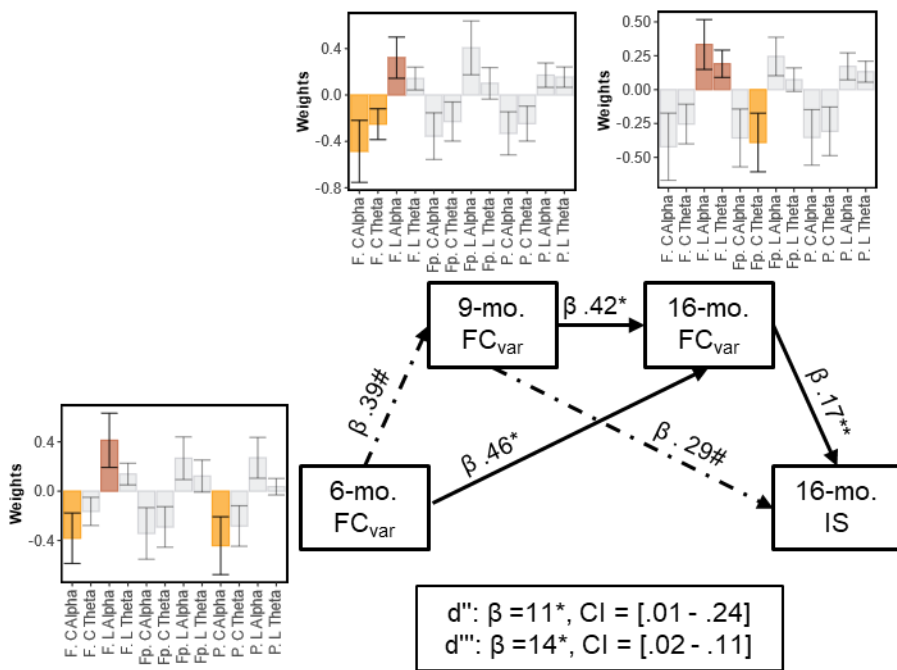 Weights
0.4
0.0
-0.4
-0.8
F. C Alpha
F. C Theta
F. L Alpha
F. L Theta
Fp. C Alpha
Fp. C Theta
Fp. L Alpha
Fp. L Theta
P. C Alpha
P. C Theta
P. L Alpha
P. L Theta
Weights
0.50
0.25
0.00
-0.25
-0.50
F. C Alpha
F. C Theta
F. L Alpha
F. L Theta
Fp. C Alpha
Fp. C Theta
Fp. L Alpha
Fp. L Theta
P. C Alpha
P. C Theta
P. L Alpha
P. L Theta
9-mo.
FCvar
β .42*
16-mo.
FCvar
β .39#
β .46*
β .29#
β .17**
Weights
0.4
0.0
-0.4
F. C Alpha
F. C Theta
F. L Alpha
F. L Theta
Fp. C Alpha
Fp. C Theta
Fp. L Alpha
Fp. L Theta
P. C Alpha
P. C Theta
P. L Alpha
P. L Theta
6-mo.
FCvar
16-mo.
IS
d'': β =11*, CI = [.01 - .24]
d''': β =14*, CI = [.02 - .11]